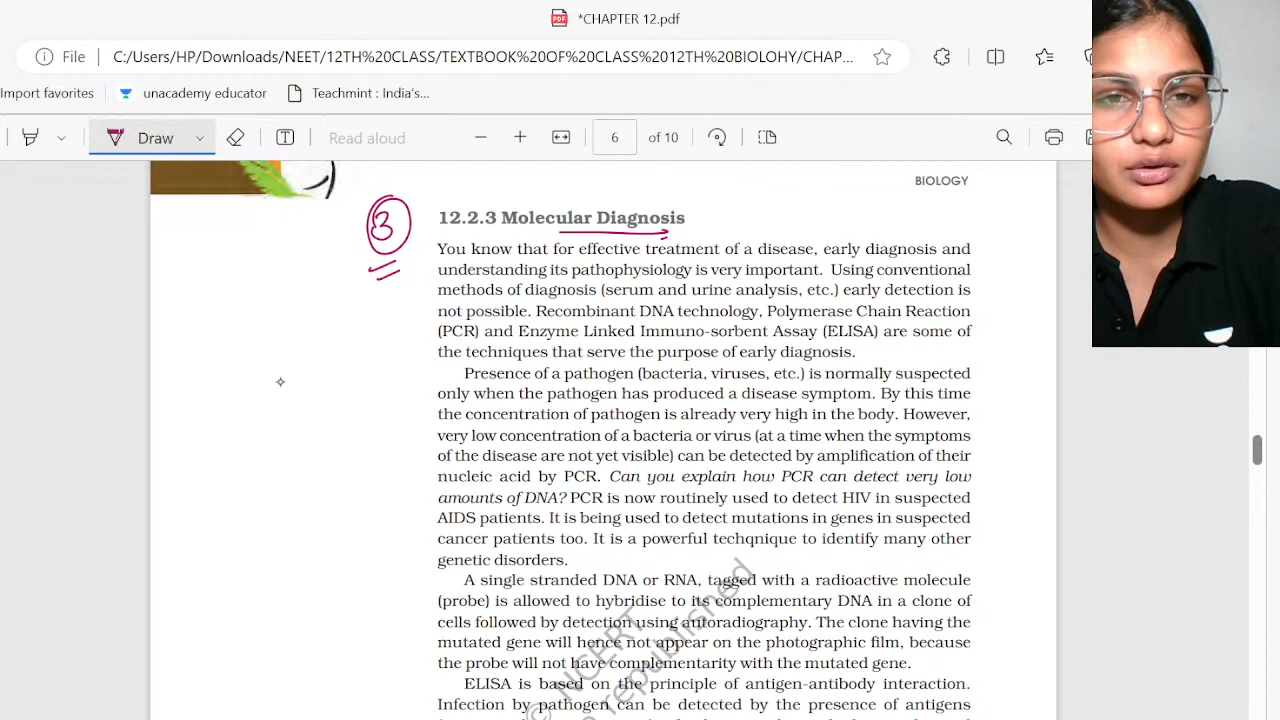 *CHAPTER 12.pdf
File
C:/Users/HP/Downloads/NEET/12TH%20CLASS/TEXTBOOK%20OF%20CLASS%2012TH%20BIOLOHY/CHAP...
Import favorites
unacademy educator
Teachmint : India's...
Draw
Read aloud
6
of 10
BIOLOGY
3
12.2.3 Molecular Diagnosis
You know that for effective treatment of a disease, early diagnosis and
understanding its pathophysiology is very important. Using conventional
methods of diagnosis (serum and urine analysis, etc.) early detection is
not possible. Recombinant DNA technology, Polymerase Chain Reaction
(PCR) and Enzyme Linked Immuno-sorbent Assay (ELISA) are some of
the techniques that serve the purpose of early diagnosis.
Presence of a pathogen (bacteria, viruses, etc.) is normally suspected
only when the pathogen has produced a disease symptom. By this time
the concentration of pathogen is already very high in the body. However,
very low concentration of a bacteria or virus (at a time when the symptoms
of the disease are not yet visible) can be detected by amplification of their
nucleic acid by PCR. Can you explain how PCR can detect very low
amounts of DNA? PCR is now routinely used to detect HIV in suspected
AIDS patients. It is being used to detect mutations in genes in suspected
cancer patients too. It is a powerful techqnique to identify many other
genetic disorders.
A single stranded DNA or RNA, tagged with a radioactive molecule
(probe) is allowed to hybridise to its complementary DNA in a clone of
cells followed by detection using autoradiography. The clone having the
mutated gene will hence not appear on the photographic film, because
the probe will not have complementarity with the mutated gene.
ELISA is based on the principle of antigen-antibody interaction.
Infection by pathogen can be detected by the presence of antigens
© NCERT
republished